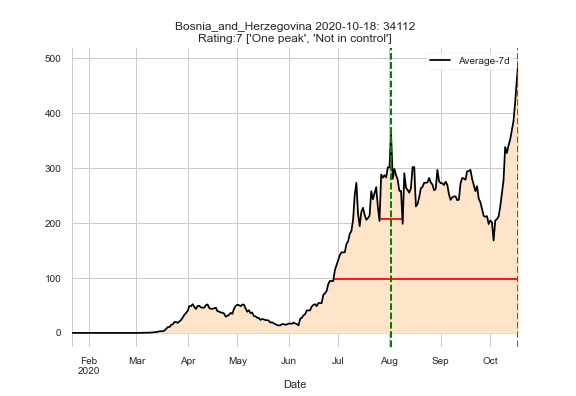 Bosnia_and_Herzegovina 2020-10-18: 34112
Rating:7 ['One peak', 'Not in control']
Average-7d
500
400
300
200
100
0
Feb Mar Apr May Jun Jul Aug Sep Oct
2020
Date